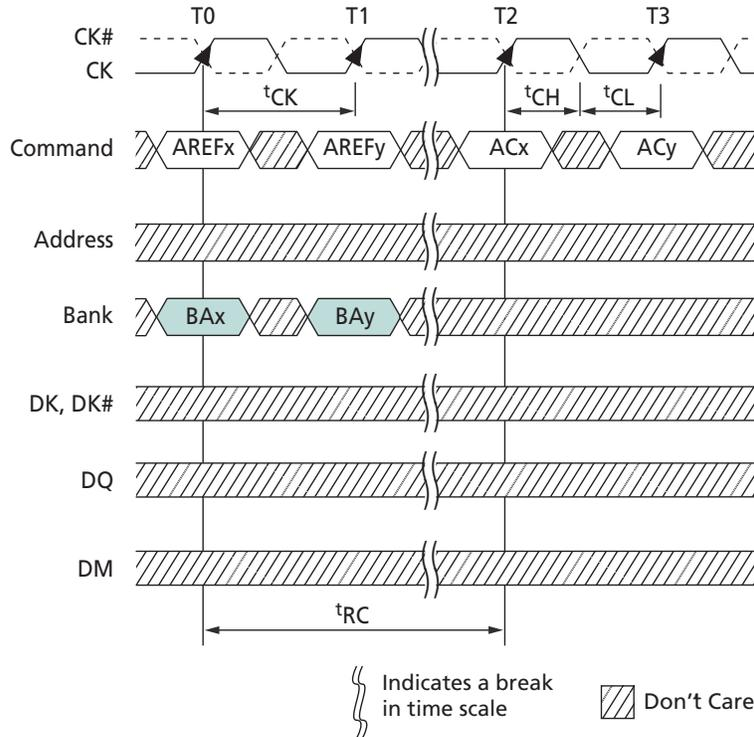 T0 T1 T2 T3
CK#
CK
tCK tCH tCL
Command AREFx AREFy ACx ACy
Address
Bank BAx BAy
DK, DK#
DQ
DM
tRC
Indicates a break
in time scale
Don't Care